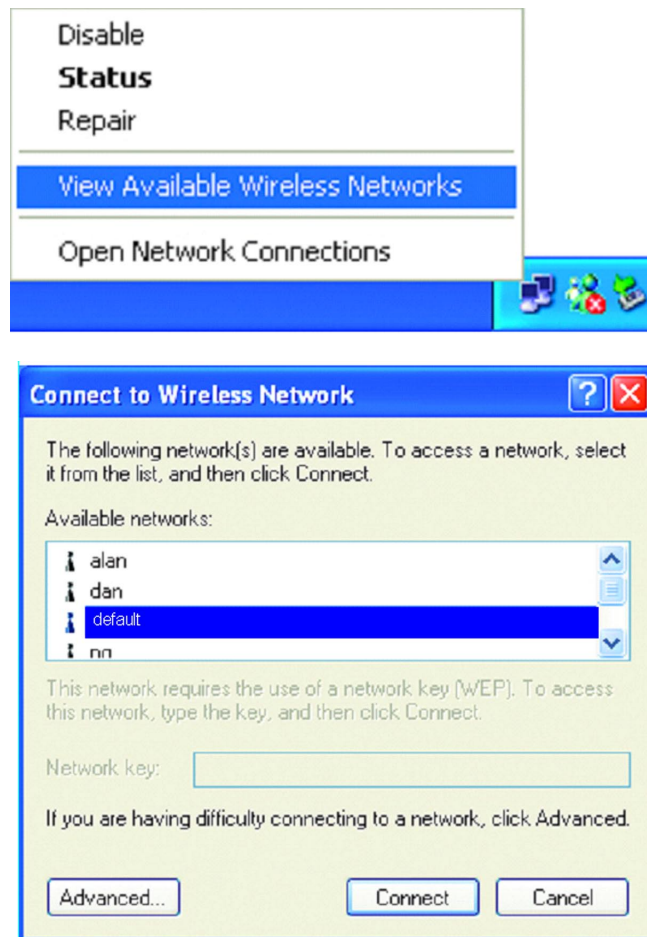 Disable
Status
Repair
View Available Wireless Networks
Open Network Connections
Connect to Wireless Network
The following network(s) are available. To access a network, select
it from the list, and then click Connect.
Available networks:
alan
dan
default
This network requires the use of a network key (WEP). To access
this network, type the key, and then click Connect.
Network key:
If you are having difficulty connecting to a network, click Advanced.
Advanced...
Connect
Cancel